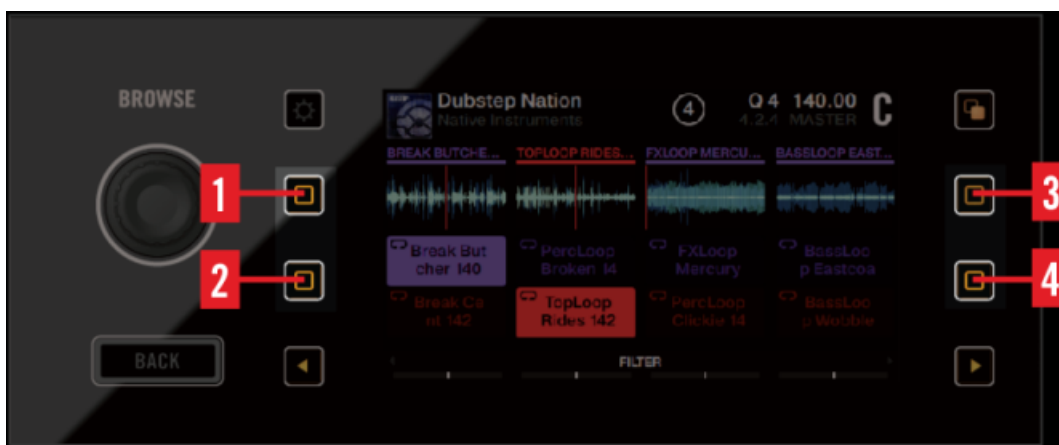 BROWSE
Dubstep Nation
Native Instruments
4
Q 4 140.00
4.2.4 MASTER
C
BREAK BUTCHE... TOPLOOP RIDES... FXLOOP MERCU... BASSLOOP EAST...
1
3
Break But
cher 140
PercLoop
Broken 14
FXLoop
Mercury
BassLoo
p Eastcoa
2
4
Break Ca
nt 142
TopLoop
Rides 142
PercLoop
Clickie 14
BassLoo
p Wobble
BACK
FILTER